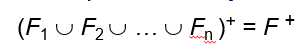 (F₁ ∪ F₂ ∪ … ∪ Fₙ)⁺ = F ⁺